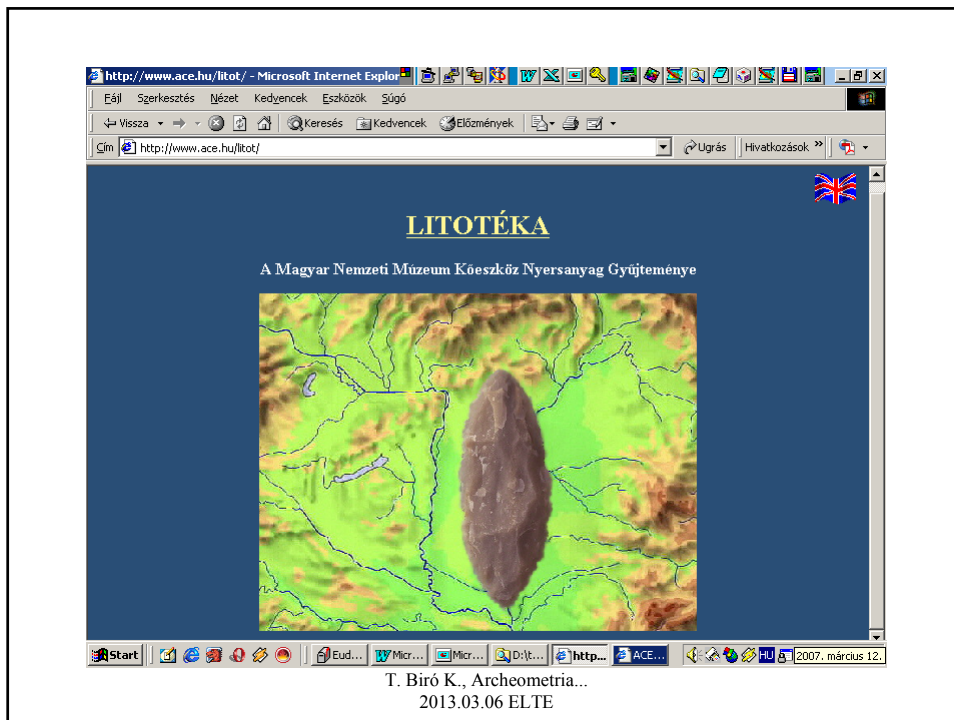 http://www.ace.hu/litot/ - Microsoft Internet Explor
Fájl Szerkesztés Nézet Kedvencek Eszközök Súgó
Vissza Keresés Kedvencek Előzmények
Cím http://www.ace.hu/litot/ Ugrás Hivatkozások »
LITOTÉKA
A Magyar Nemzeti Múzeum Kőeszköz Nyersanyag Gyűjteménye
Start Eud... Micr... Micr... D:\t... http... ACE... HU 2007. március 12.
T. Biró K., Archeometria...
2013.03.06 ELTE